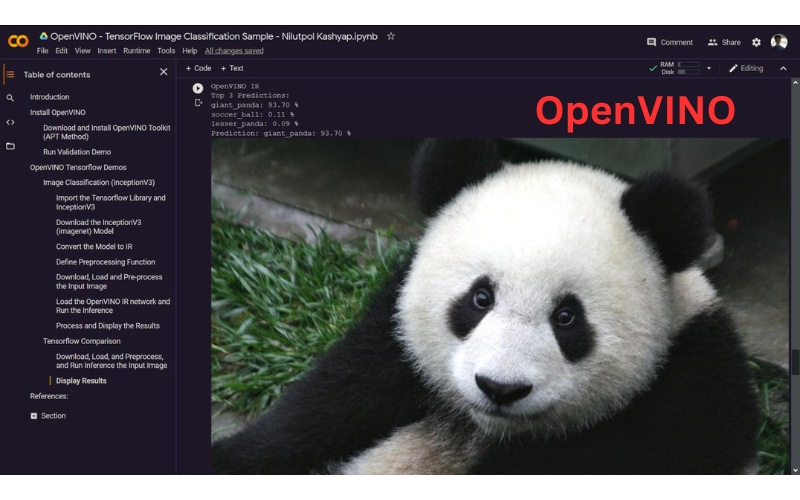 OpenVINO - TensorFlow Image Classification Sample - Nilutpol Kashyap.ipynb
File Edit View Insert Runtime Tools Help All changes saved
Comment
Share
Table of contents
Introduction
Install OpenVINO
Download and Install OpenVINO Toolkit
(APT Method)
Run Validation Demo
OpenVINO Tensorflow Demos
Image Classification (InceptionV3)
Import the Tensorflow Library and
InceptionV3
Download the InceptionV3
(imagenet) Model
Convert the Model to IR
Define Preprocessing Function
Download, Load and Pre-process
the Input Image
Load the OpenVINO IR network and
Run the Inference
Process and Display the Results
Tensorflow Comparison
Download, Load, and Preprocess,
and Run Inference the Input Image
Display Results
References:
Section
+ Code + Text
RAM
Disk
Editing
OpenVINO IR
Top 3 Predictions:
giant_panda: 93.70 %
soccer_ball: 0.11 %
lesser_panda: 0.09 %
Prediction: giant_panda: 93.70 %
OpenVINO